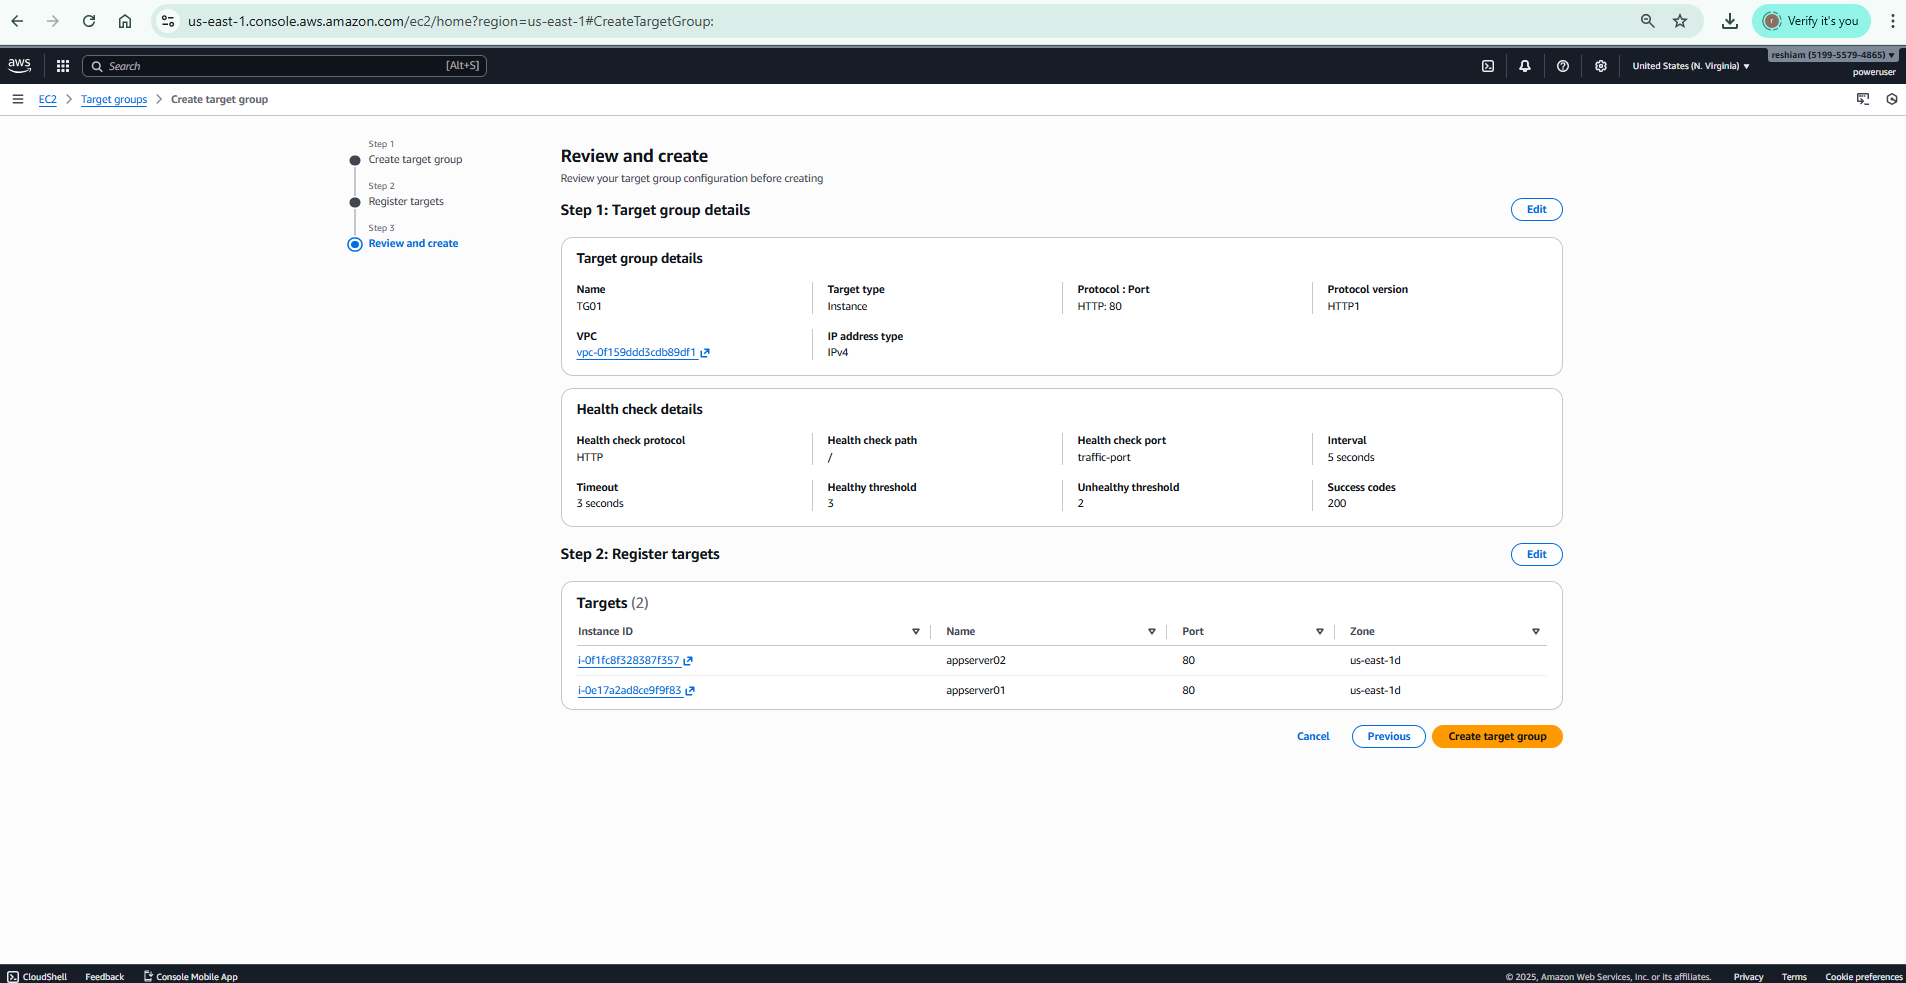 us-east-1.console.aws.amazon.com/ec2/home?region=us-east-1#CreateTargetGroup:
Verify it's you
aws
Search
[Alt+S]
United States (N. Virginia)
reshiam (5199-5579-4865)
poweruser
EC2
Target groups
Create target group
Step 1
Create target group
Step 2
Register targets
Step 3
Review and create
Review and create
Review your target group configuration before creating
Step 1: Target group details
Edit
Target group details
Name
TG01
Target type
Instance
Protocol : Port
HTTP: 80
Protocol version
HTTP1
VPC
vpc-0f159ddd3cdb89df1
IP address type
IPv4
Health check details
Health check protocol
HTTP
Health check path
/
Health check port
traffic-port
Interval
5 seconds
Timeout
3 seconds
Healthy threshold
3
Unhealthy threshold
2
Success codes
200
Step 2: Register targets
Edit
Targets (2)
Instance ID Name Port Zone
i-0f1fc8f328387f357 appserver02 80 us-east-1d
i-0e17a2ad8ce9f9f83 appserver01 80 us-east-1d
Cancel
Previous
Create target group
CloudShell Feedback Console Mobile App
© 2025, Amazon Web Services, Inc. or its affiliates. Privacy Terms Cookie preferences